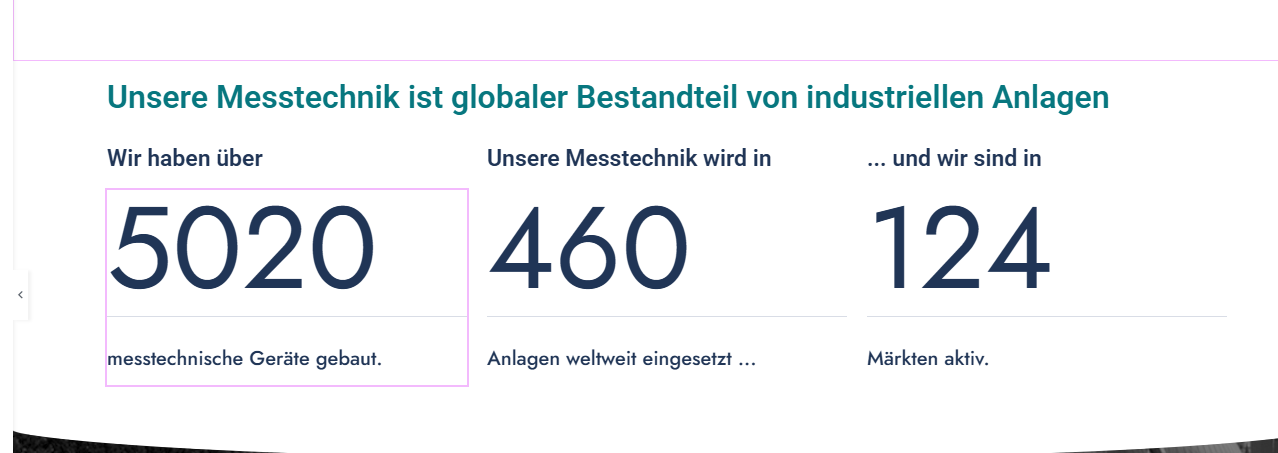 Unsere Messtechnik ist globaler Bestandteil von industriellen Anlagen
Wir haben über
5020
messtechnische Geräte gebaut.
Unsere Messtechnik wird in
460
Anlagen weltweit eingesetzt ...
... und wir sind in
124
Märkten aktiv.